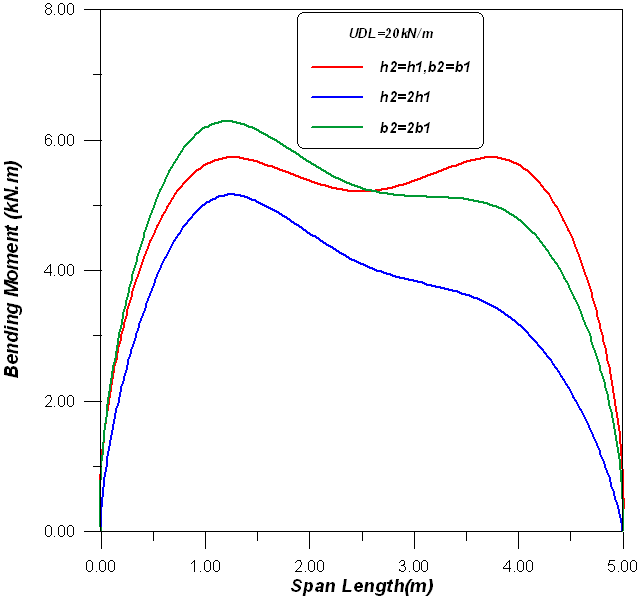 8.00
UDL=20kN/m
h2=h1,b2=b1
h2=2h1
b2=2b1
6.00
4.00
2.00
0.00
Bending Moment (kN.m)
0.00 1.00 2.00 3.00 4.00 5.00
Span Length(m)